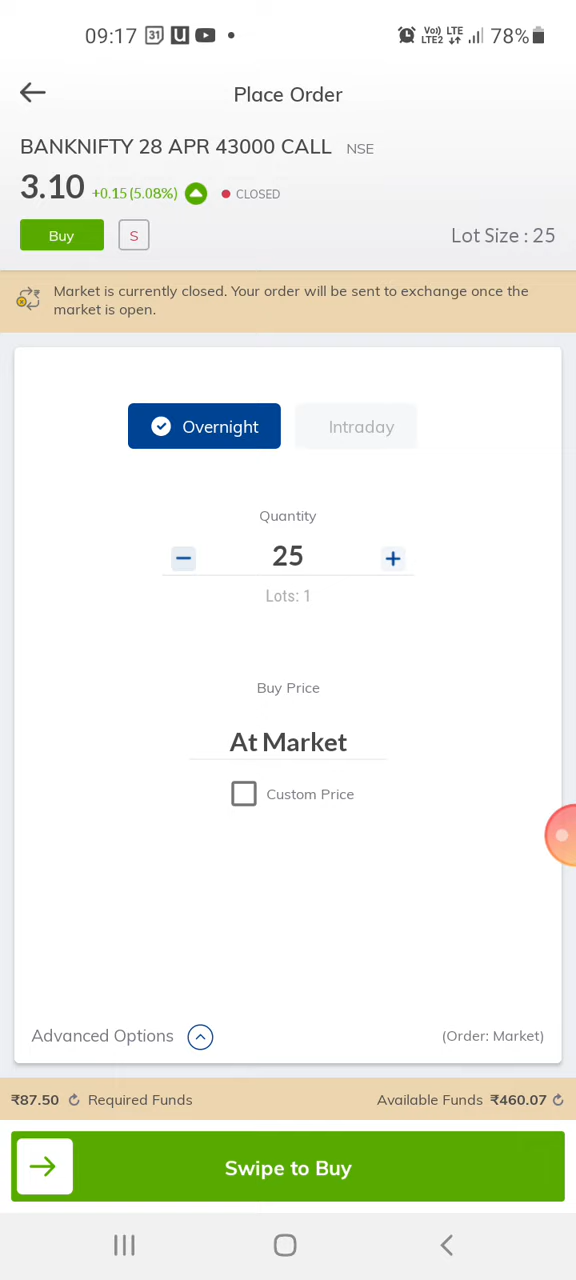 09:17 31 U 78%
Vo) LTE
LTE2
Place Order
BANKNIFTY 28 APR 43000 CALL NSE
3.10 +0.15(5.08%) CLOSED
Buy S Lot Size : 25
Market is currently closed. Your order will be sent to exchange once the
market is open.
Overnight Intraday
Quantity
− 25 +
Lots: 1
Buy Price
At Market
Custom Price
Advanced Options (Order: Market)
₹87.50 Required Funds Available Funds ₹460.07
Swipe to Buy